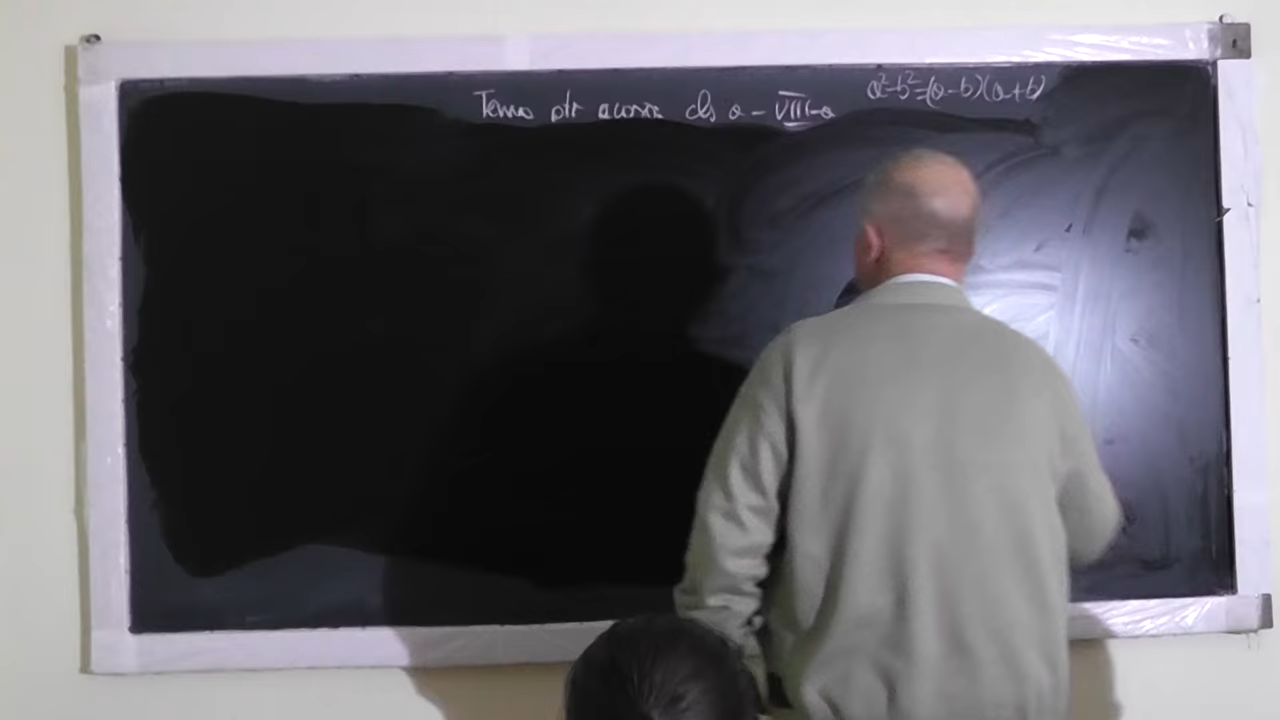 Tema ptr acasa cls a - VIII-a
a²-b²=(a-b)(a+b)